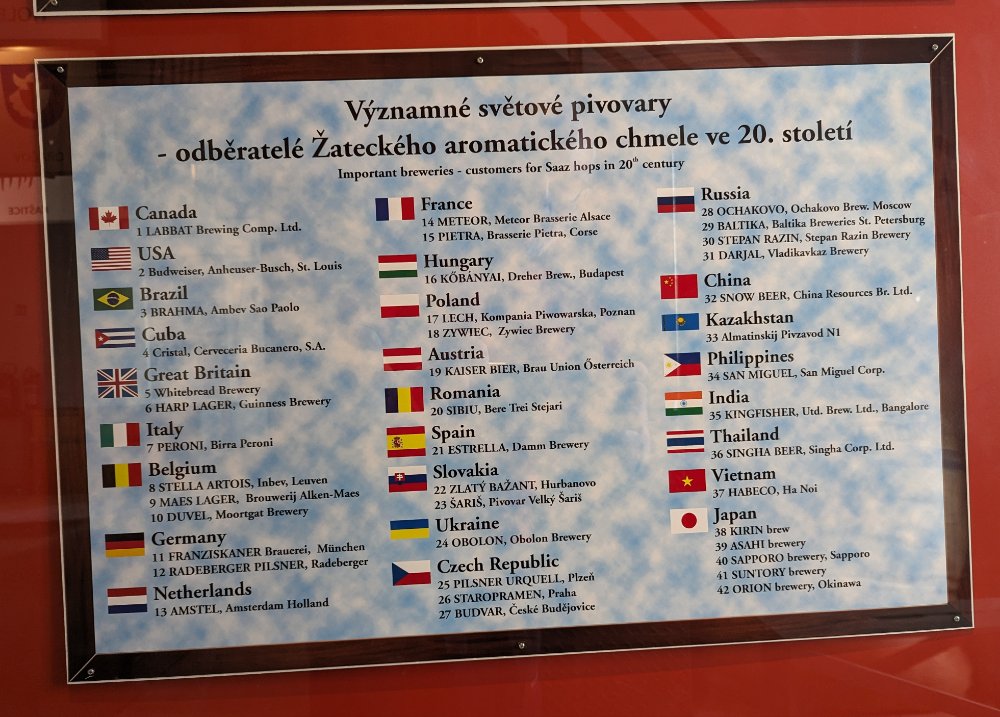 Významné světové pivovary
- odběratelé Žateckého aromatického chmele ve 20. století
Important breweries - customers for Saaz hops in 20th century
Canada
1 LABBAT Brewing Comp. Ltd.
USA
2 Budweiser, Anheuser-Busch, St. Louis
Brazil
3 BRAHMA, Ambev Sao Paolo
Cuba
4 Cristal, Cerveceria Bucanero, S.A.
Great Britain
5 Whitebread Brewery
6 HARP LAGER, Guinness Brewery
Italy
7 PERONI, Birra Peroni
Belgium
8 STELLA ARTOIS, Inbev, Leuven
9 MAES LAGER, Brouwerij Alken-Maes
10 DUVEL, Moortgat Brewery
Germany
11 FRANZISKANER Brauerei, München
12 RADEBERGER PILSNER, Radeberger
Netherlands
13 AMSTEL, Amsterdam Holland
France
14 METEOR, Meteor Brasserie Alsace
15 PIETRA, Brasserie Pietra, Corse
Hungary
16 KŐBÁNYAI, Dreher Brew., Budapest
Poland
17 LECH, Kompania Piwowarska, Poznan
18 ZYWIEC, Zywiec Brewery
Austria
19 KAISER BIER, Brau Union Ősterreich
Romania
20 SIBIU, Bere Trei Stejari
Spain
21 ESTRELLA, Damm Brewery
Slovakia
22 ZLATÝ BAŽANT, Hurbanovo
23 ŠARIŠ, Pivovar Velký Šariš
Ukraine
24 OBOLON, Obolon Brewery
Czech Republic
25 PILSNER URQUELL, Plzeň
26 STAROPRAMEN, Praha
27 BUDVAR, České Budějovice
Russia
28 OCHAKOVO, Ochakovo Brew. Moscow
29 BALTIKA, Baltika Breweries St. Petersburg
30 STEPAN RAZIN, Stepan Razin Brewery
31 DARJAL, Vladikavkaz Brewery
China
32 SNOW BEER, China Resources Br. Ltd.
Kazakhstan
33 Almatinskij Pivzavod N1
Philippines
34 SAN MIGUEL, San Miguel Corp.
India
35 KINGFISHER, Utd. Brew. Ltd., Bangalore
Thailand
36 SINGHA BEER, Singha Corp. Ltd.
Vietnam
37 HABECO, Ha Noi
Japan
38 KIRIN brew
39 ASAHI brewery
40 SAPPORO brewery, Sapporo
41 SUNTORY brewery
42 ORION brewery, Okinawa